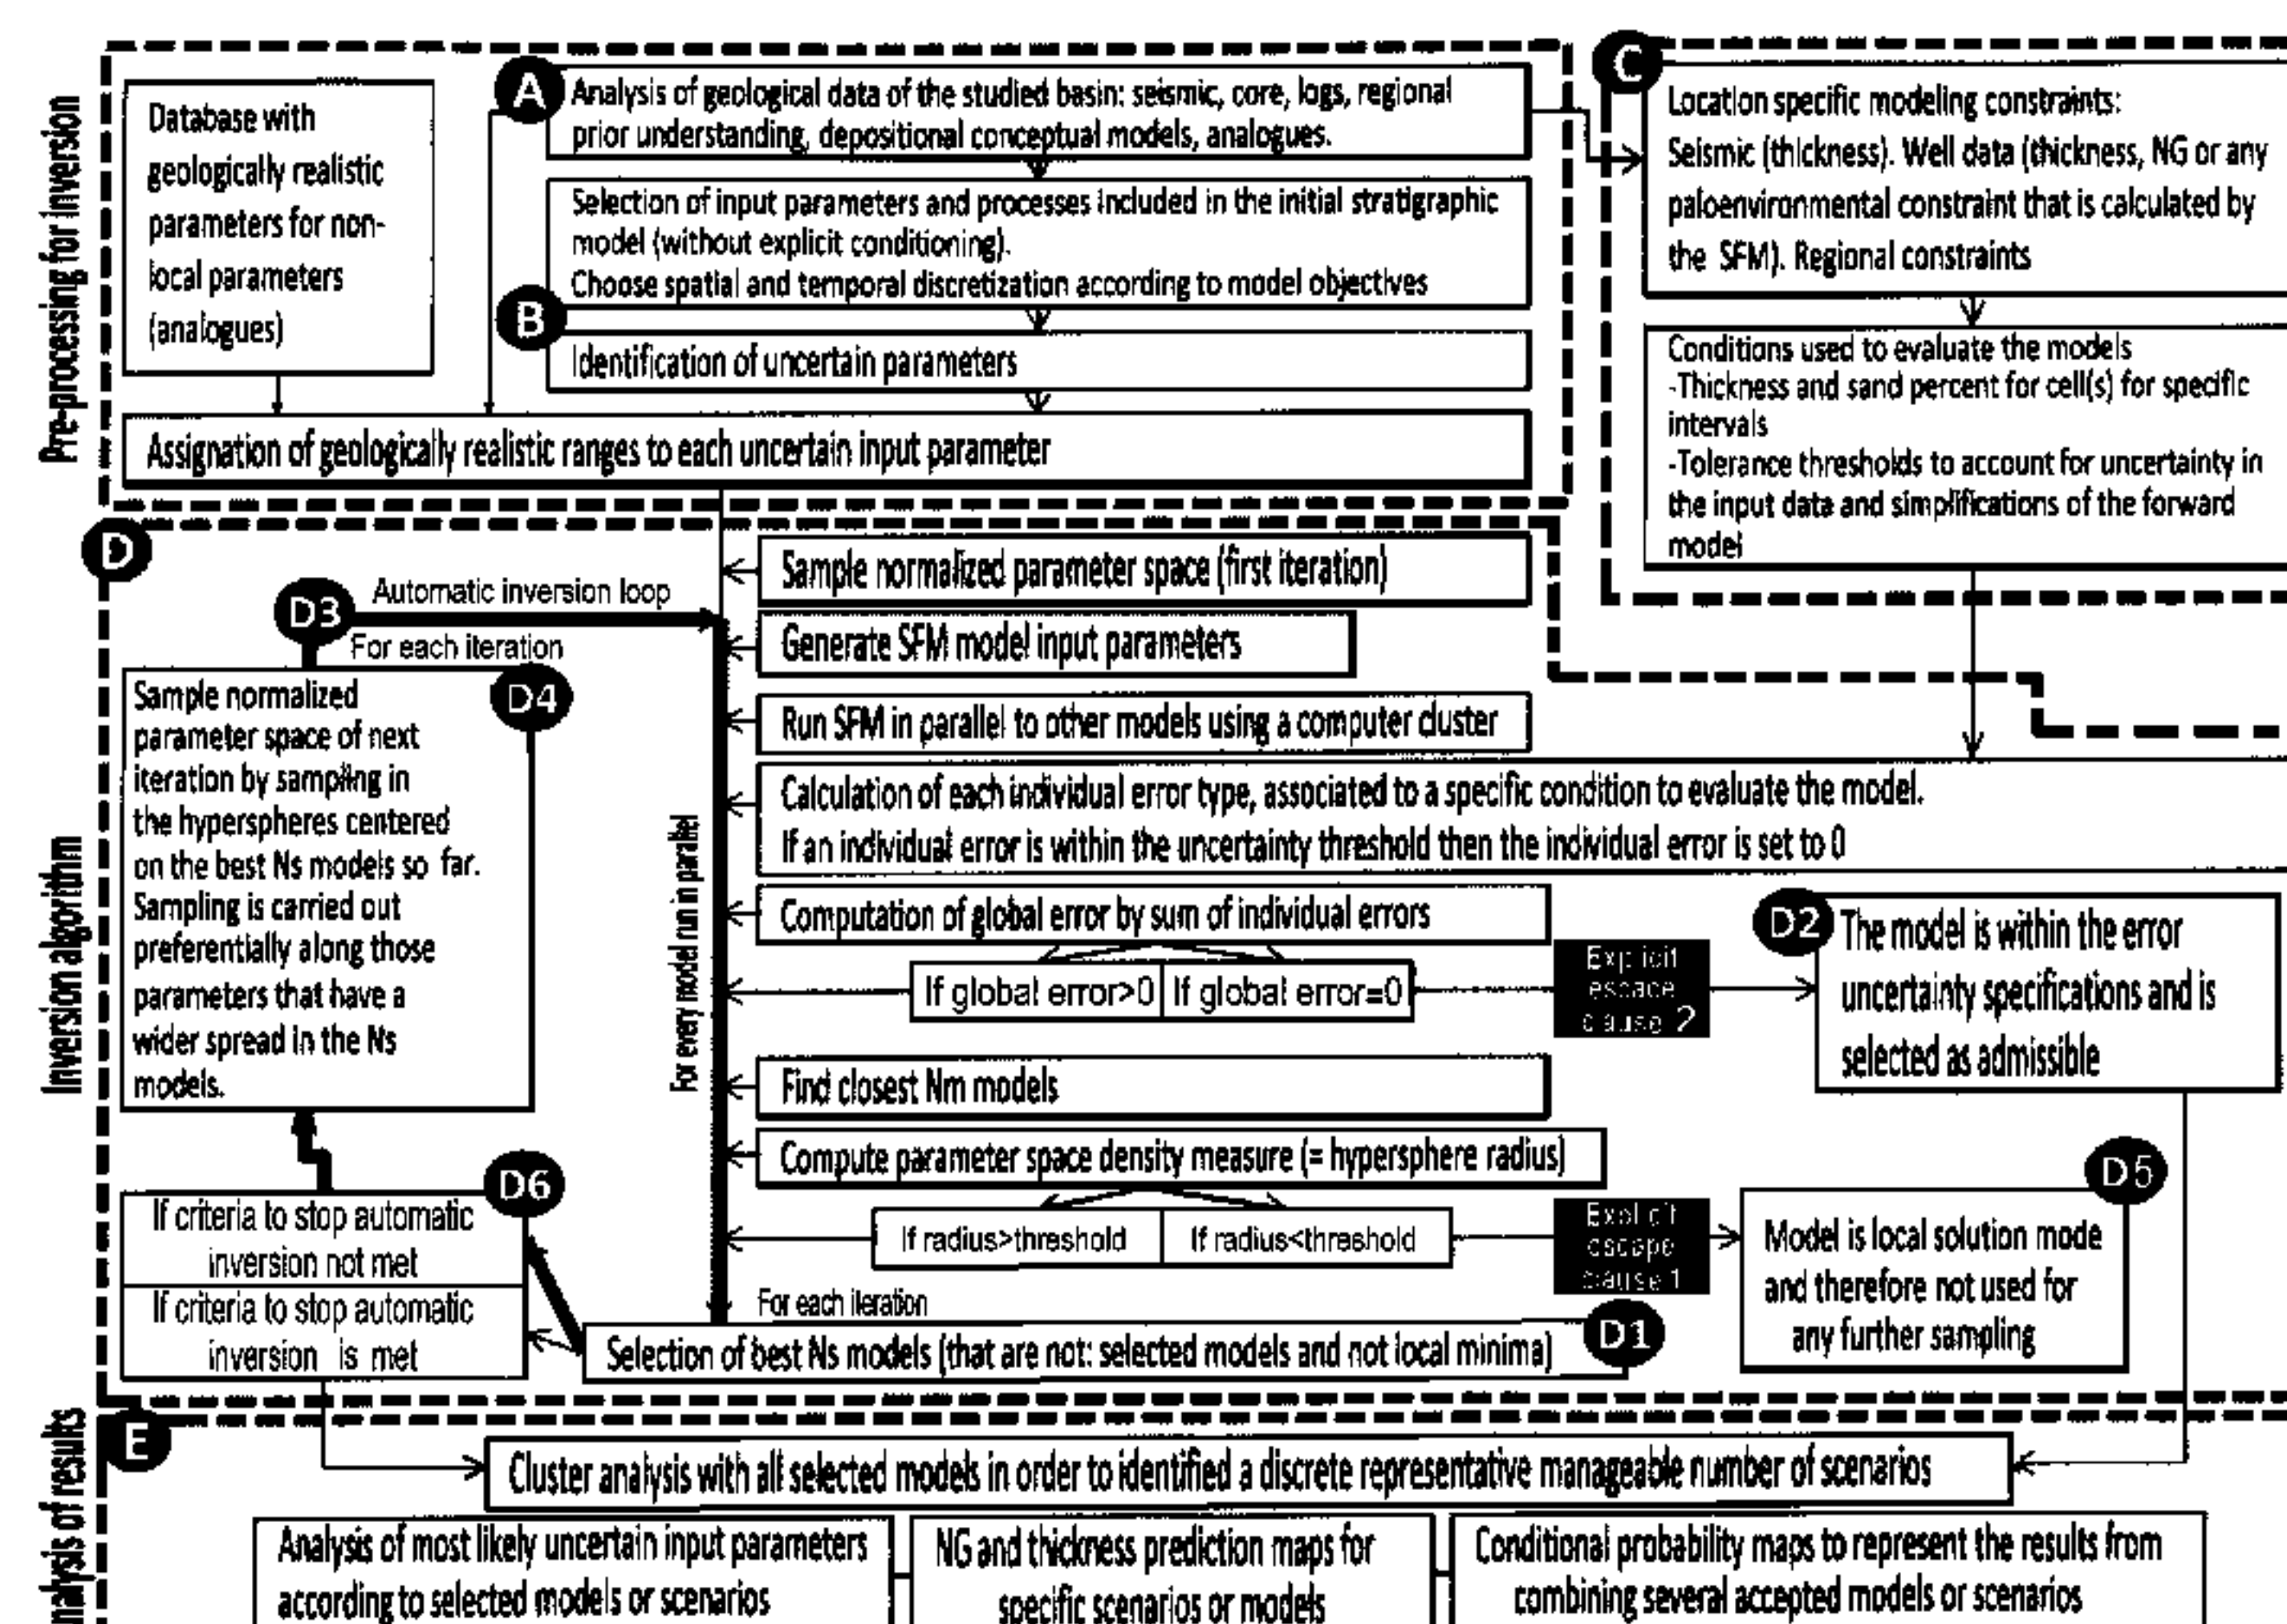 Pre-processing for inversion
Database with
geologically realistic
parameters for non-
local parameters
(analogues)
A
Analysis of geological data of the studied basin: seismic, core, logs, regional
prior understanding, depositional conceptual models, analogues.
Selection of input parameters and processes included in the initial stratigraphic
model (without explicit conditioning).
Choose spatial and temporal discretization according to model objectives
B
Identification of uncertain parameters
Assignation of geologically realistic ranges to each uncertain input parameter
C
Location specific modeling constraints:
Seismic (thickness). Well data (thickness, NG or any
paloenvironmental constraint that is calculated by
the SFM). Regional constraints
Conditions used to evaluate the models
-Thickness and sand percent for cell(s) for specific
intervals
-Tolerance thresholds to account for uncertainty in
the input data and simplifications of the forward
model
D
Inversion algorithm
D3
Automatic inversion loop
For each iteration
D4
Sample normalized
parameter space of next
iteration by sampling in
the hyperspheres centered
on the best Ns models so far.
Sampling is carried out
preferentially along those
parameters that have a
wider spread in the Ns
models.
For every model run in parallel
Sample normalized parameter space (first iteration)
Generate SFM model input parameters
Run SFM in parallel to other models using a computer cluster
Calculation of each individual error type, associated to a specific condition to evaluate the model.
If an individual error is within the uncertainty threshold then the individual error is set to 0
Computation of global error by sum of individual errors
If global error>0
If global error=0
Explicit
escape
clause 2
D2
The model is within the error
uncertainty specifications and is
selected as admissible
Find closest Nm models
Compute parameter space density measure (= hypersphere radius)
If radius>threshold
If radius<threshold
Explicit
escape
clause 1
D5
Model is local solution mode
and therefore not used for
any further sampling
D6
If criteria to stop automatic
inversion not met
If criteria to stop automatic
inversion is met
For each iteration
D1
Selection of best Ns models (that are not: selected models and not local minima)
E
nalysis of results
Cluster analysis with all selected models in order to identified a discrete representative manageable number of scenarios
Analysis of most likely uncertain input parameters
according to selected models or scenarios
NG and thickness prediction maps for
specific scenarios or models
Conditional probability maps to represent the results from
combining several accepted models or scenarios